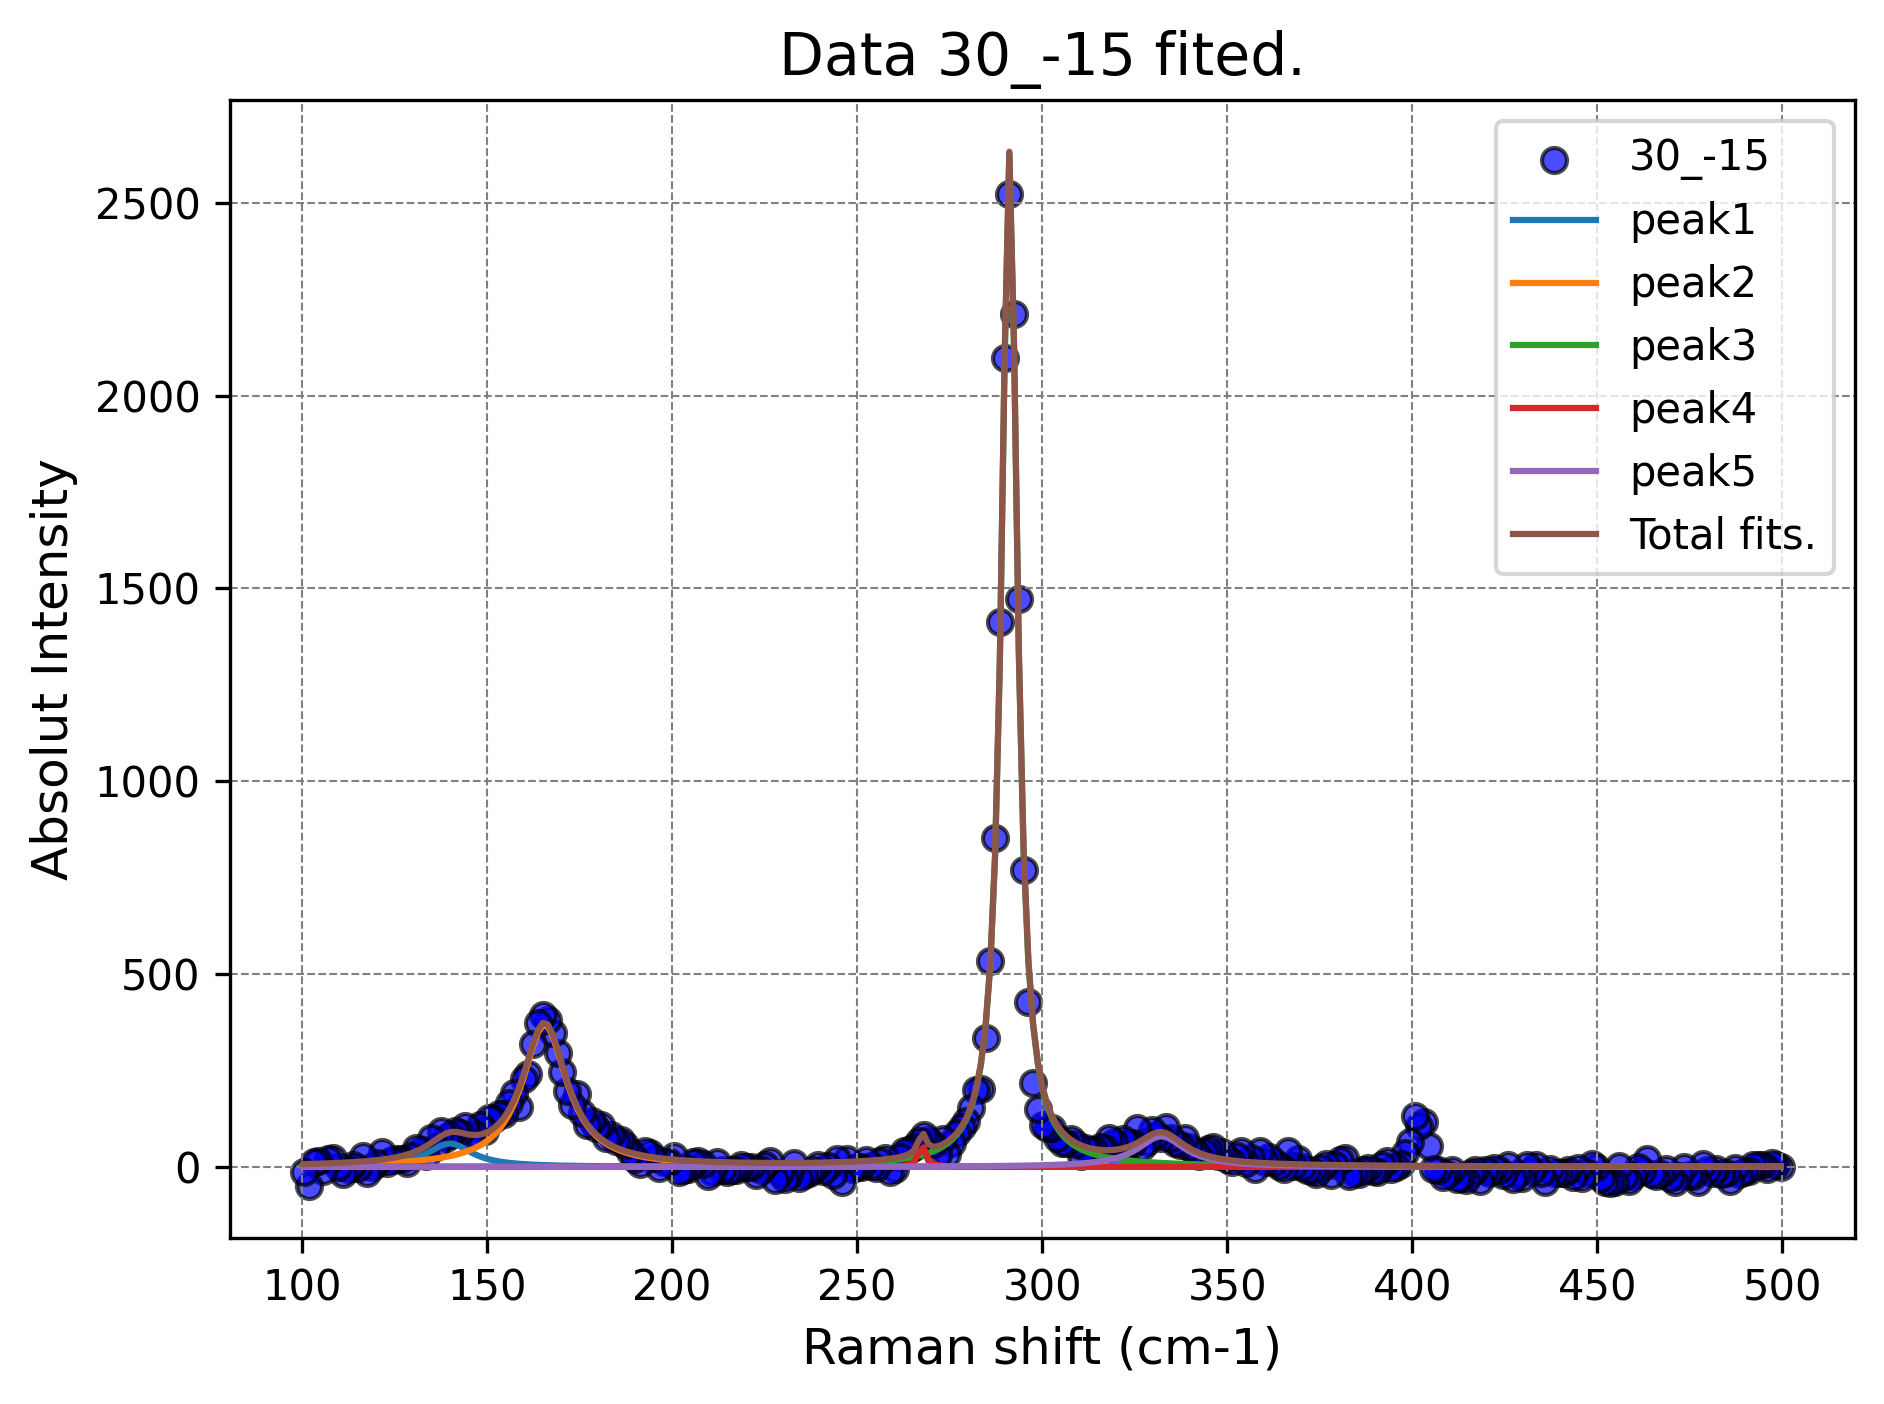 Data 30_-15 fited.
30_-15
peak1
peak2
peak3
peak4
peak5
Total fits.
Absolut Intensity
2500
2000
1500
1000
500
0
100 150 200 250 300 350 400 450 500
Raman shift (cm-1)